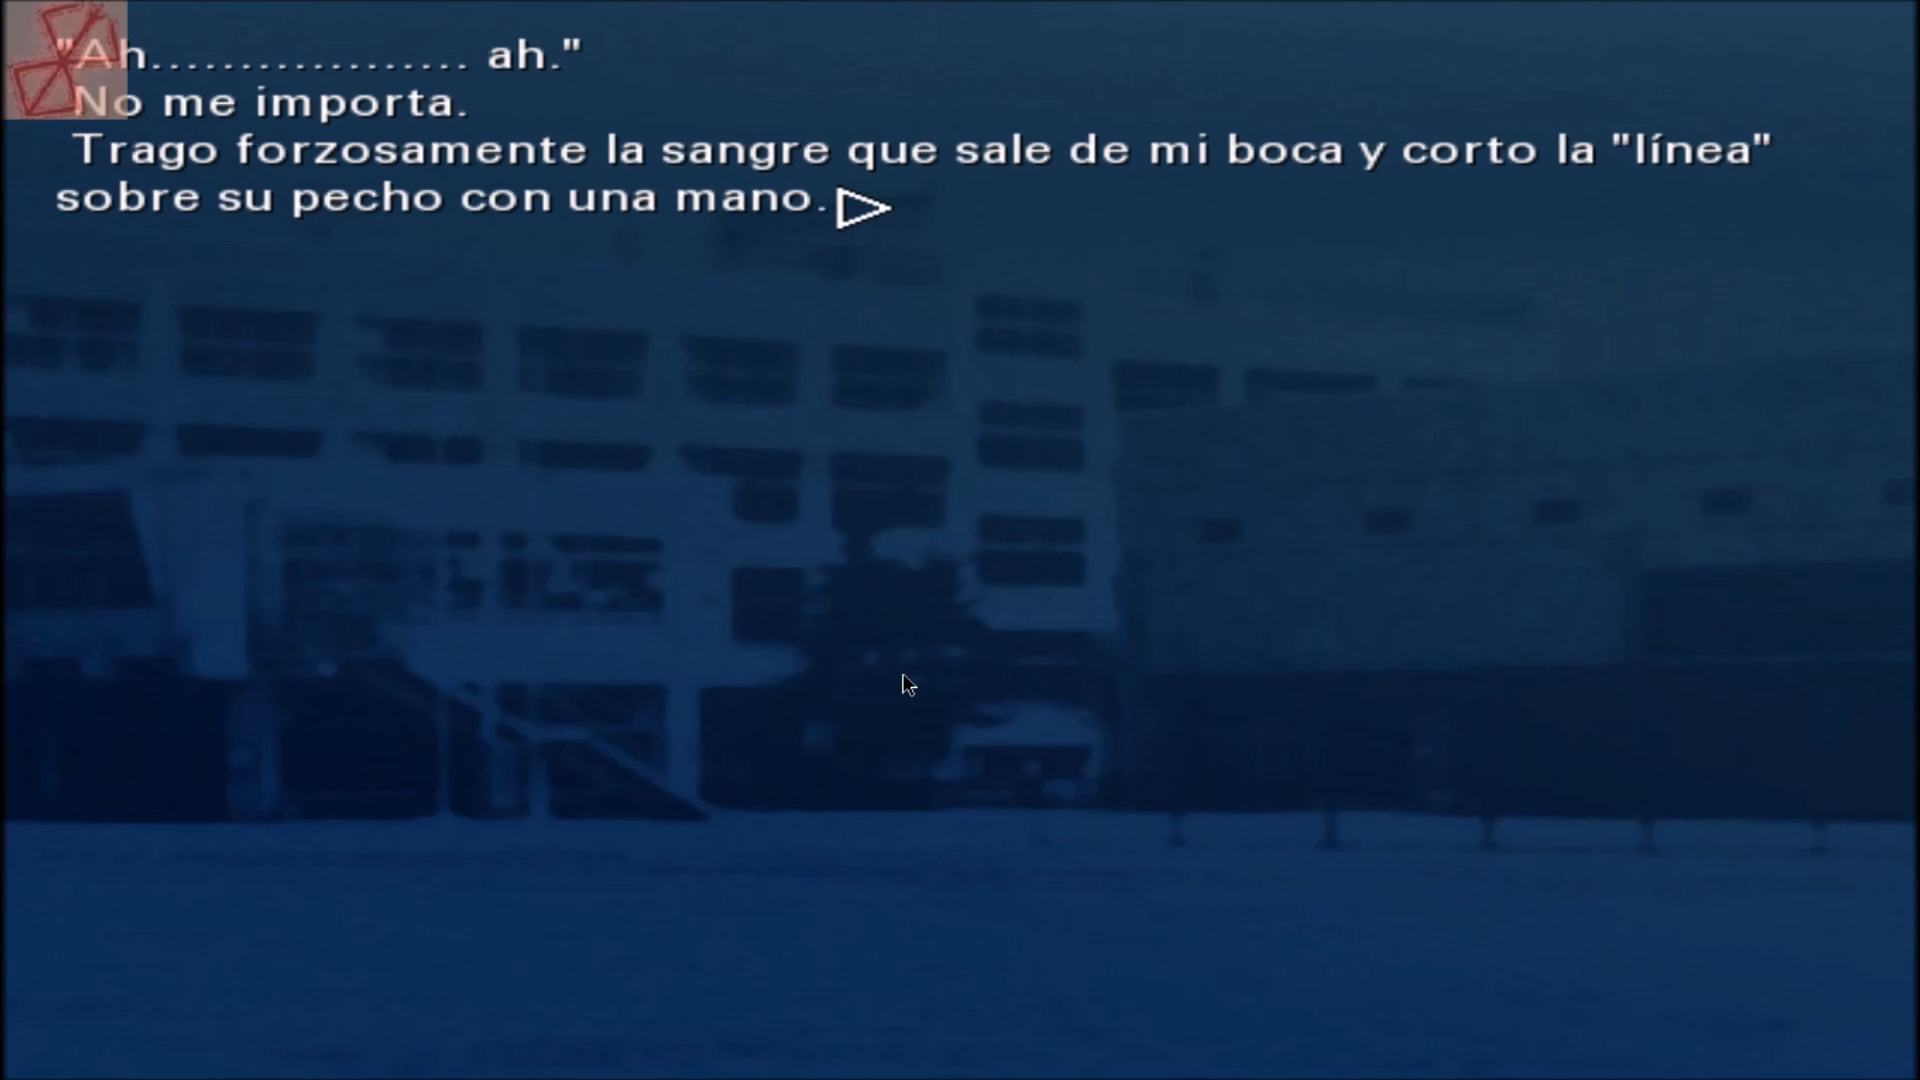 "Ah.................. ah."
No me importa.
Trago forzosamente la sangre que sale de mi boca y corto la "línea"
sobre su pecho con una mano.